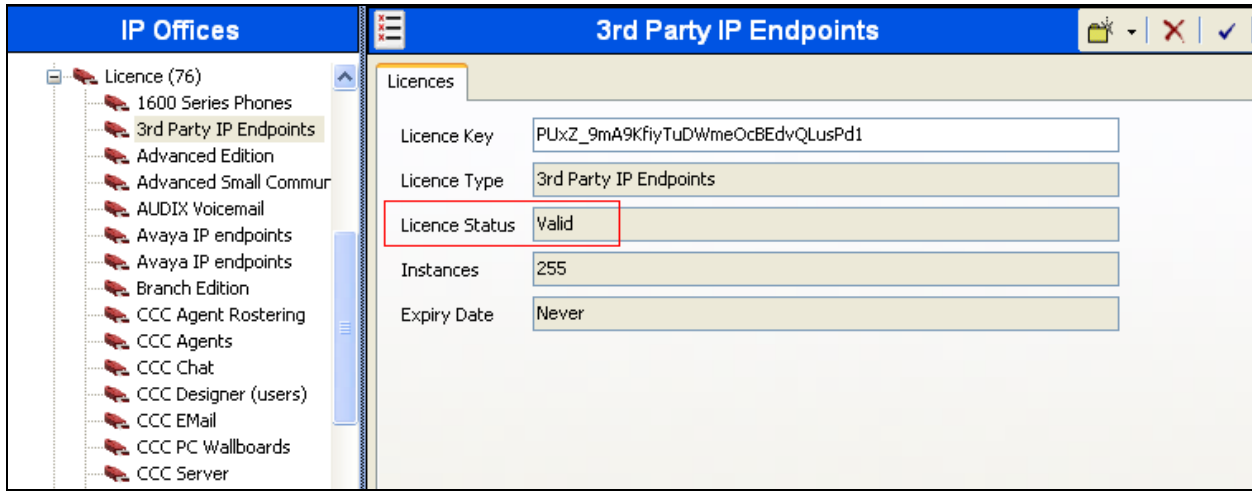 IP Offices
Licence (76)
1600 Series Phones
3rd Party IP Endpoints
Advanced Edition
Advanced Small Commun
AUDIX Voicemail
Avaya IP endpoints
Avaya IP endpoints
Branch Edition
CCC Agent Rostering
CCC Agents
CCC Chat
CCC Designer (users)
CCC EMail
CCC PC Wallboards
CCC Server
3rd Party IP Endpoints
Licences
Licence Key PUxZ_9mA9KfiyTuDWmeOcBEdvQLusPd1
Licence Type 3rd Party IP Endpoints
Licence Status Valid
Instances 255
Expiry Date Never